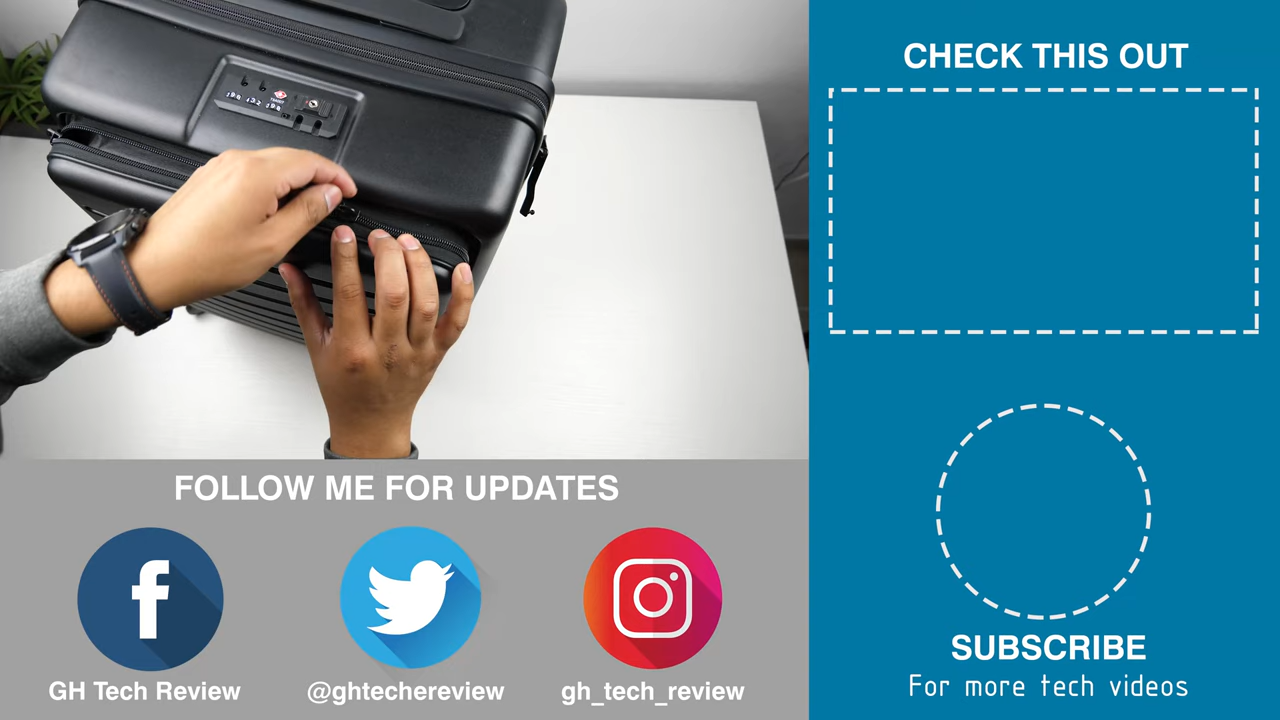 CHECK THIS OUT
FOLLOW ME FOR UPDATES
GH Tech Review
@ghtechereview
gh_tech_review
SUBSCRIBE
For more tech videos